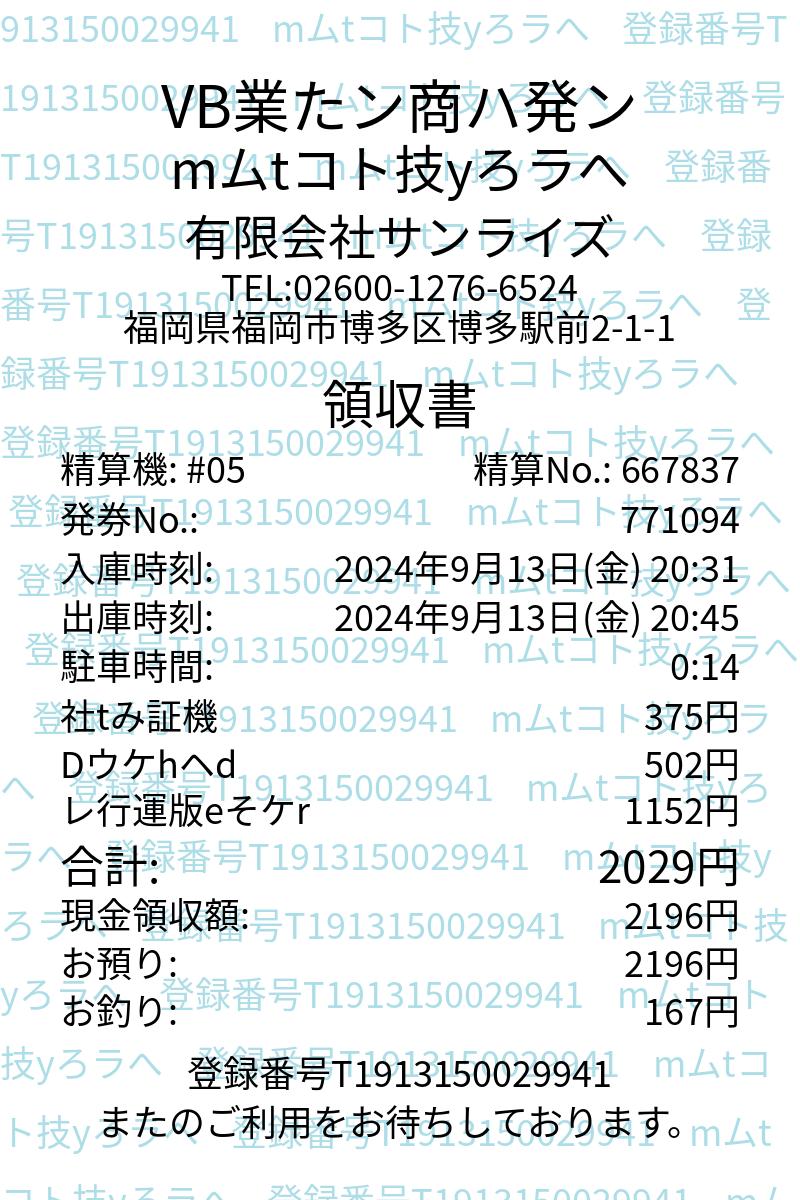 VB業たン商ハ発ン
mムtコト技yろラヘ
有限会社サンライズ
TEL:02600-1276-6524
福岡県福岡市博多区博多駅前2-1-1
領収書
精算機: #05 精算No.: 667837
発券No.: 771094
入庫時刻: 2024年9月13日(金) 20:31
出庫時刻: 2024年9月13日(金) 20:45
駐車時間: 0:14
社tみ証機 375円
Dウケhヘd 502円
レ行運版eそケr 1152円
合計: 2029円
現金領収額: 2196円
お預り: 2196円
お釣り: 167円
登録番号T1913150029941
またのご利用をお待ちしております。